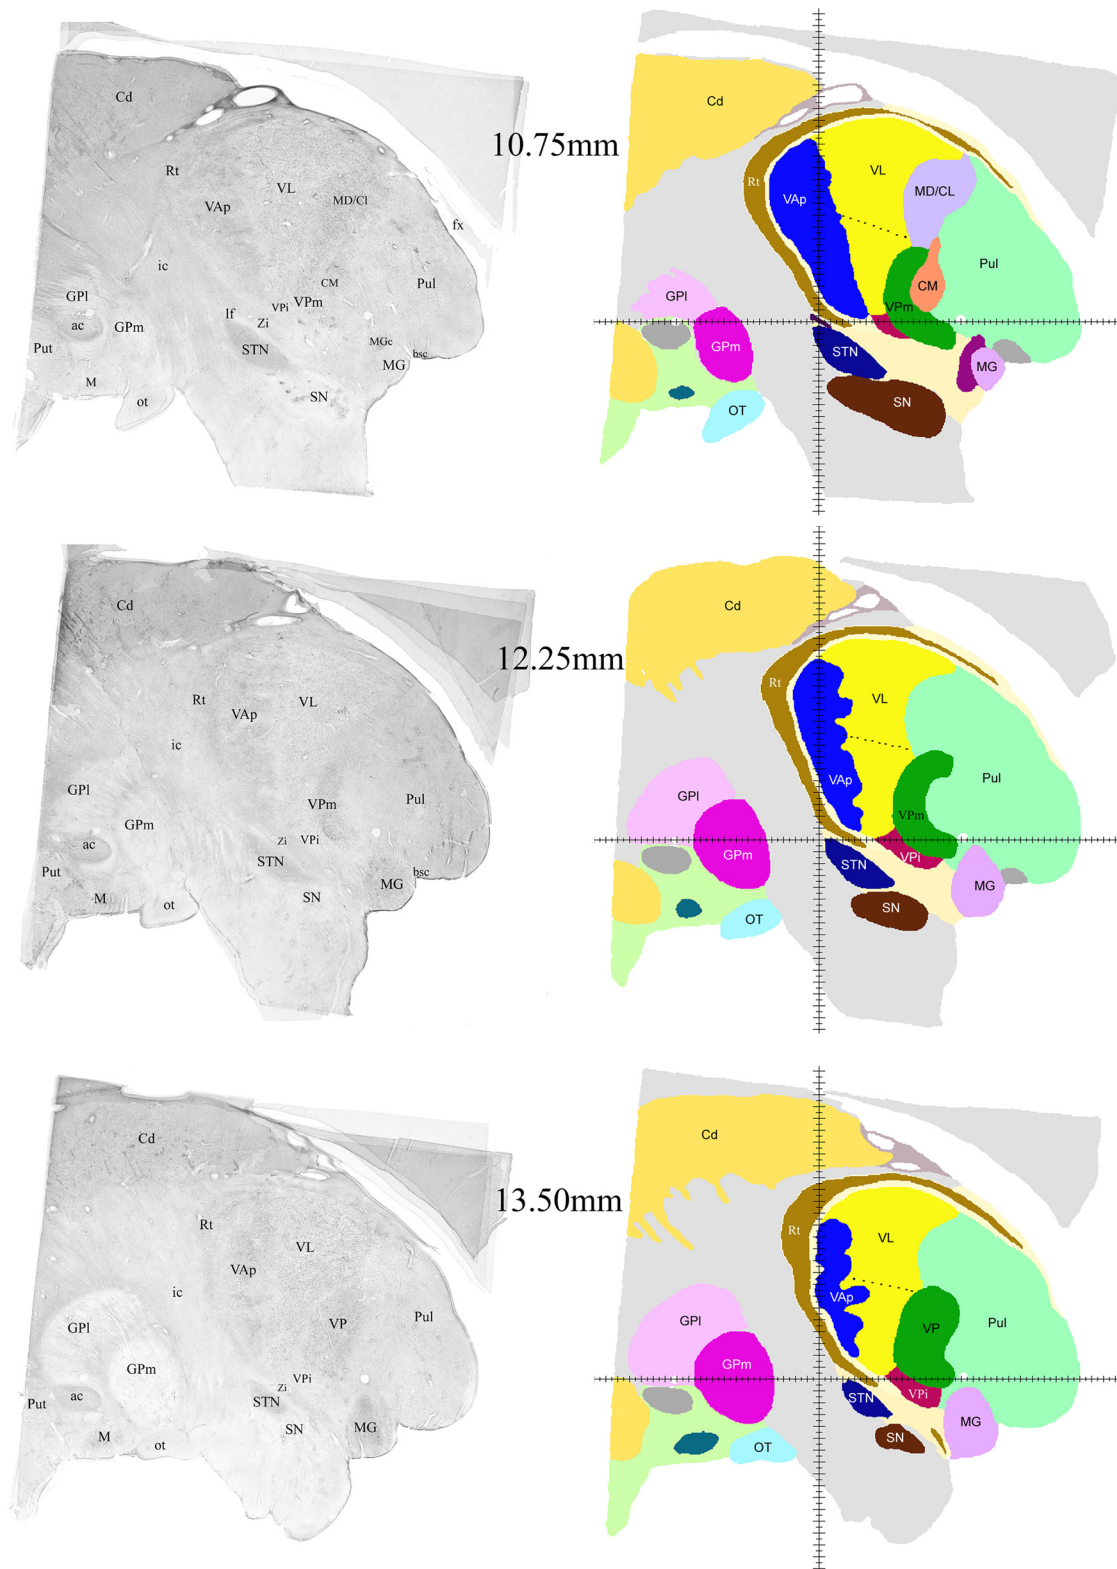 Cd
Rt
VL
VAp
MD/Cl
fx
ic
CM
Pul
GPl
VPi
VPm
lf
ac
GPm
Zi
Put
STN
MGc
bsc
MG
M
ot
SN
10.75mm
Cd
Rt
VL
VAp
MD/CL
Pul
CM
GPl
VPm
GPm
STN
MG
SN
OT
Cd
Rt
VL
VAp
ic
GPl
Pul
VPm
GPm
ac
Zi
VPi
STN
Put
bsc
MG
M
ot
SN
12.25mm
Cd
Rt
VL
VAp
Pul
GPl
VPm
GPm
VPi
STN
MG
SN
OT
Cd
Rt
VL
VAp
ic
GPl
VP
Pul
GPm
VPi
Zi
ac
Put
STN
MG
SN
M
ot
13.50mm
Cd
Rt
VL
VAp
GPl
VP
Pul
GPm
VPi
STN
MG
SN
OT